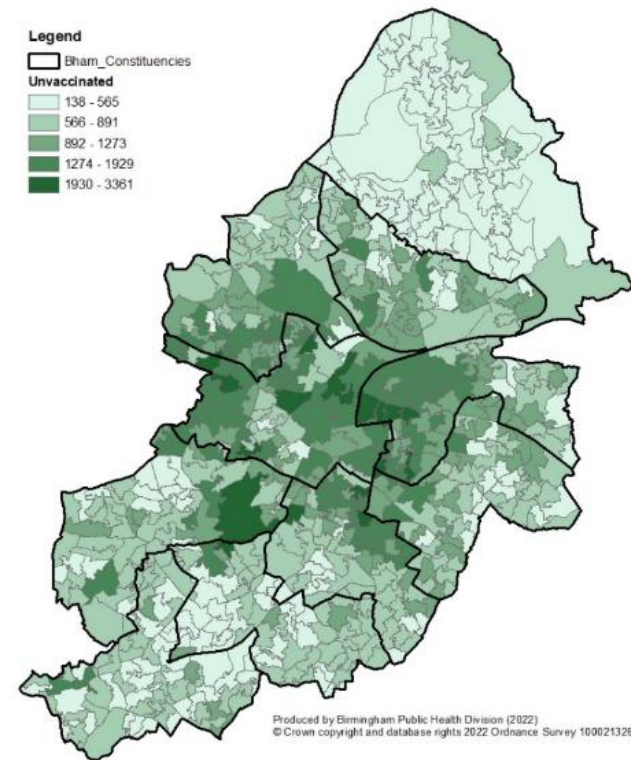 Legend
Bham_Constituencies
Unvaccinated
138 - 565
566 - 891
892 - 1273
1274 - 1929
1930 - 3361
Produced by Birmingham Public Health Division (2022)
© Crown copyright and database rights 2022 Ordnance Survey 100021326